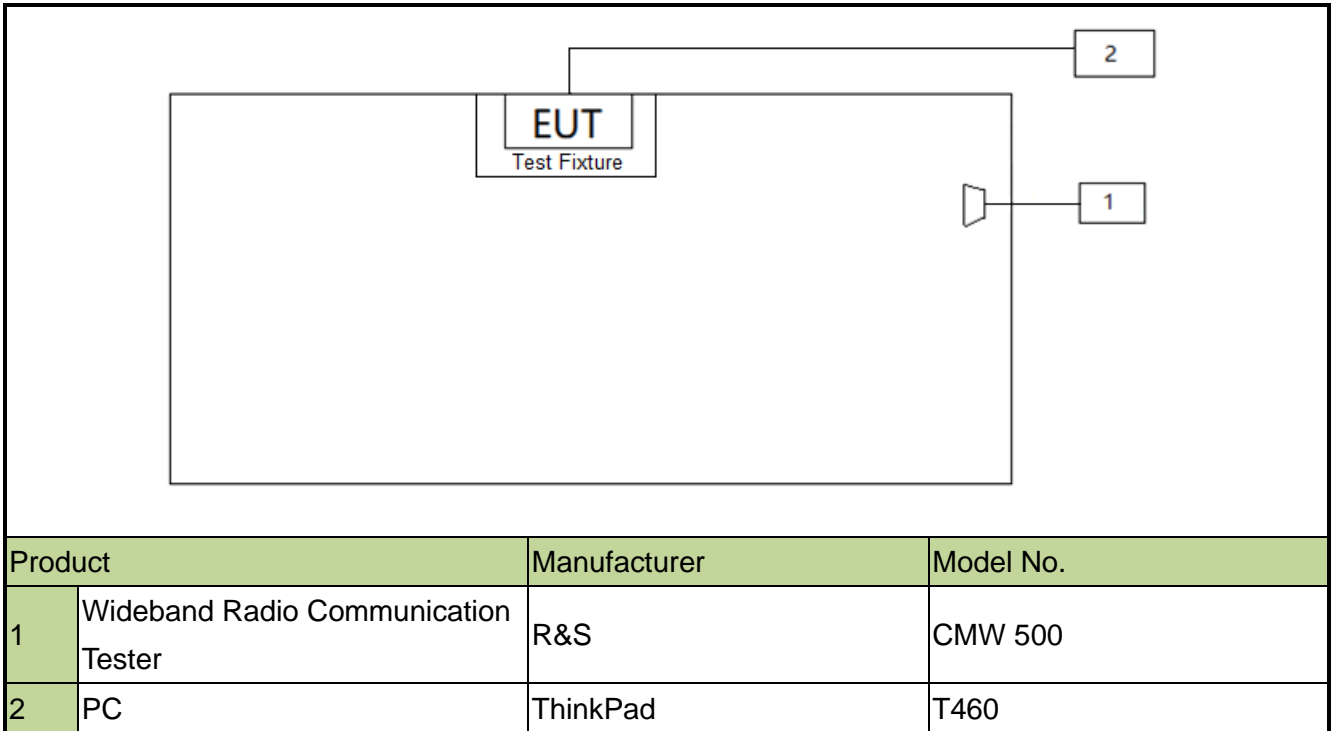 2
EUT
Test Fixture
1
Product Manufacturer Model No.
1 Wideband Radio Communication
Tester R&S CMW 500
2 PC ThinkPad T460